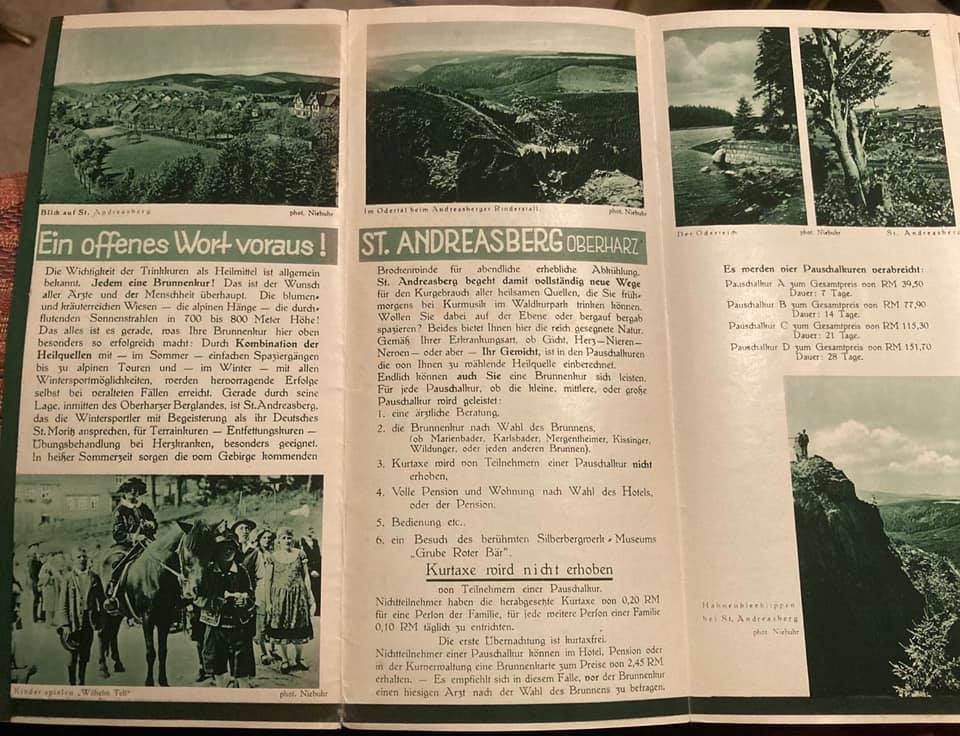 Blick auf St. Andreasberg
phot. Niebuhr
Ein offenes Wort voraus!
Die Wichtigkeit der Trinkkuren als Heilmittel ist allgemein
bekannt. Jedem eine Brunnenkur! Das ist der Wunsch
aller Ärzte und der Menschheit überhaupt. Die blumen-
und kräuterreichen Wiesen — die alpinen Hänge — die durch-
flutenden Sonnenstrahlen in 700 bis 800 Meter Höhe!
Das alles ist es gerade, was Ihre Brunnenkur hier oben
besonders so erfolgreich macht: Durch Kombination der
Heilquellen mit — im Sommer — einfachen Spaziergängen
bis zu alpinen Touren — und — im Winter — mit allen
Wintersportmöglichkeiten, werden hervorragende Erfolge
selbst bei veralteten Fällen erreicht. Gerade durch seine
Lage, inmitten des Oberharzer Berglandes, ist St. Andreasberg,
das die Wintersportler mit Begeisterung als ihr Deutsches
St. Moritz ansprechen, für Terrainkuren — Entfettungskuren —
Übungsbehandlung bei Herzkranken, besonders geeignet.
In heißer Sommerzeit sorgen die vom Gebirge kommenden
Kinder spielen „Wilhelm Tell"
phot. Niebuhr
Im Odertal beim Andreasberger Rinderstall.
phot. Niebuhr
ST. ANDREASBERG OBERHARZ
Brockenwinde für abendliche erhebliche Abkühlung.
St. Andreasberg begeht damit vollständig neue Wege
für den Kurgebrauch aller heilsamen Quellen, die Sie früh-
morgens bei Kurmusik im Waldkurpark trinken können.
Wollen Sie dabei auf der Ebene oder bergauf bergab
spazieren? Beides bietet Ihnen hier die reich gesegnete Natur.
Gemäß Ihrer Erkrankungsart, ob Gicht, Herz-Nieren-
Nerven — oder aber — Ihr Gewicht, ist in den Pauschalkuren
die von Ihnen zu wählende Heilquelle einberechnet.
Endlich können auch Sie eine Brunnenkur sich leisten.
Für jede Pauschalkur, ob die kleine, mittlere, oder große
Pauschalkur wird geleistet:
1. eine ärztliche Beratung,
2. die Brunnenkur nach Wahl des Brunnens,
(ob Marienbader, Karlsbader, Mergentheimer, Kissinger,
Wildunger, oder jeden anderen Brunnen).
3. Kurtaxe wird von Teilnehmern einer Pauschalkur nicht
erhoben,
4. Volle Pension und Wohnung nach Wahl des Hotels,
oder der Pension.
5. Bedienung etc..
6. ein Besuch des berühmten Silberbergwerk-Museums
„Grube Roter Bär".
Kurtaxe wird nicht erhoben
von Teilnehmern einer Pauschalkur.
Nichtteilnehmer haben die herabgesetzte Kurtaxe von 0,20 RM
für eine Person der Familie, für jede weitere Person einer Familie
0,10 RM täglich zu entrichten.
Die erste Übernachtung ist kurtaxfrei.
Nichtteilnehmer einer Pauschalkur können im Hotel, Pension oder
in der Kurverwaltung eine Brunnenkarte zum Preise von 2,45 RM
erhalten. — Es empfiehlt sich in diesem Falle, vor der Brunnenkur
einen hiesigen Arzt nach der Wahl des Brunnens zu befragen.
Der Oderteich
phot. Niebuhr
St. Andreasberg
Es werden vier Pauschalkuren verabreicht:
Pauschalkur A zum Gesamtpreise von RM 39,50
Dauer: 7 Tage.
Pauschalkur B zum Gesamtpreis von RM 77,90
Dauer: 14 Tage.
Pauschalkur C zum Gesamtpreis von RM 115,30
Dauer: 21 Tage.
Pauschalkur D zum Gesamtpreis von RM 151,70
Dauer: 28 Tage.
Hahnenkleeklippen
bei St. Andreasberg
phot. Niebuhr